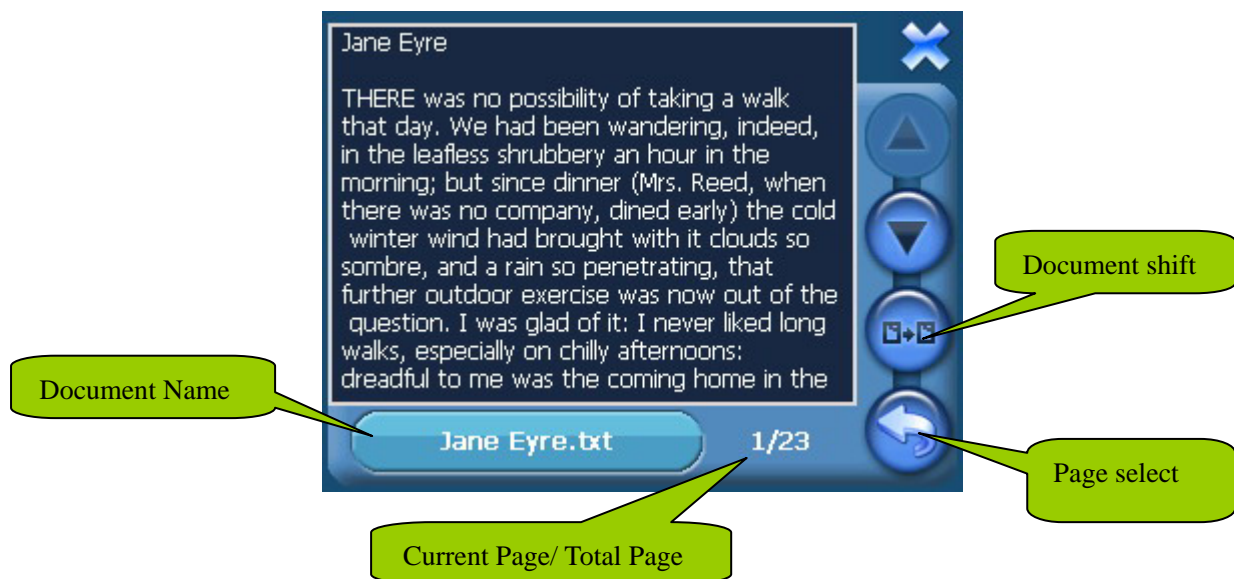 Jane Eyre
THERE was no possibility of taking a walk
that day. We had been wandering, indeed,
in the leafless shrubbery an hour in the
morning; but since dinner (Mrs. Reed, when
there was no company, dined early) the cold
winter wind had brought with it clouds so
sombre, and a rain so penetrating, that
further outdoor exercise was now out of the
question. I was glad of it: I never liked long
walks, especially on chilly afternoons:
dreadful to me was the coming home in the
Document shift
Document Name
Jane Eyre.txt
1/23
Page select
Current Page/ Total Page